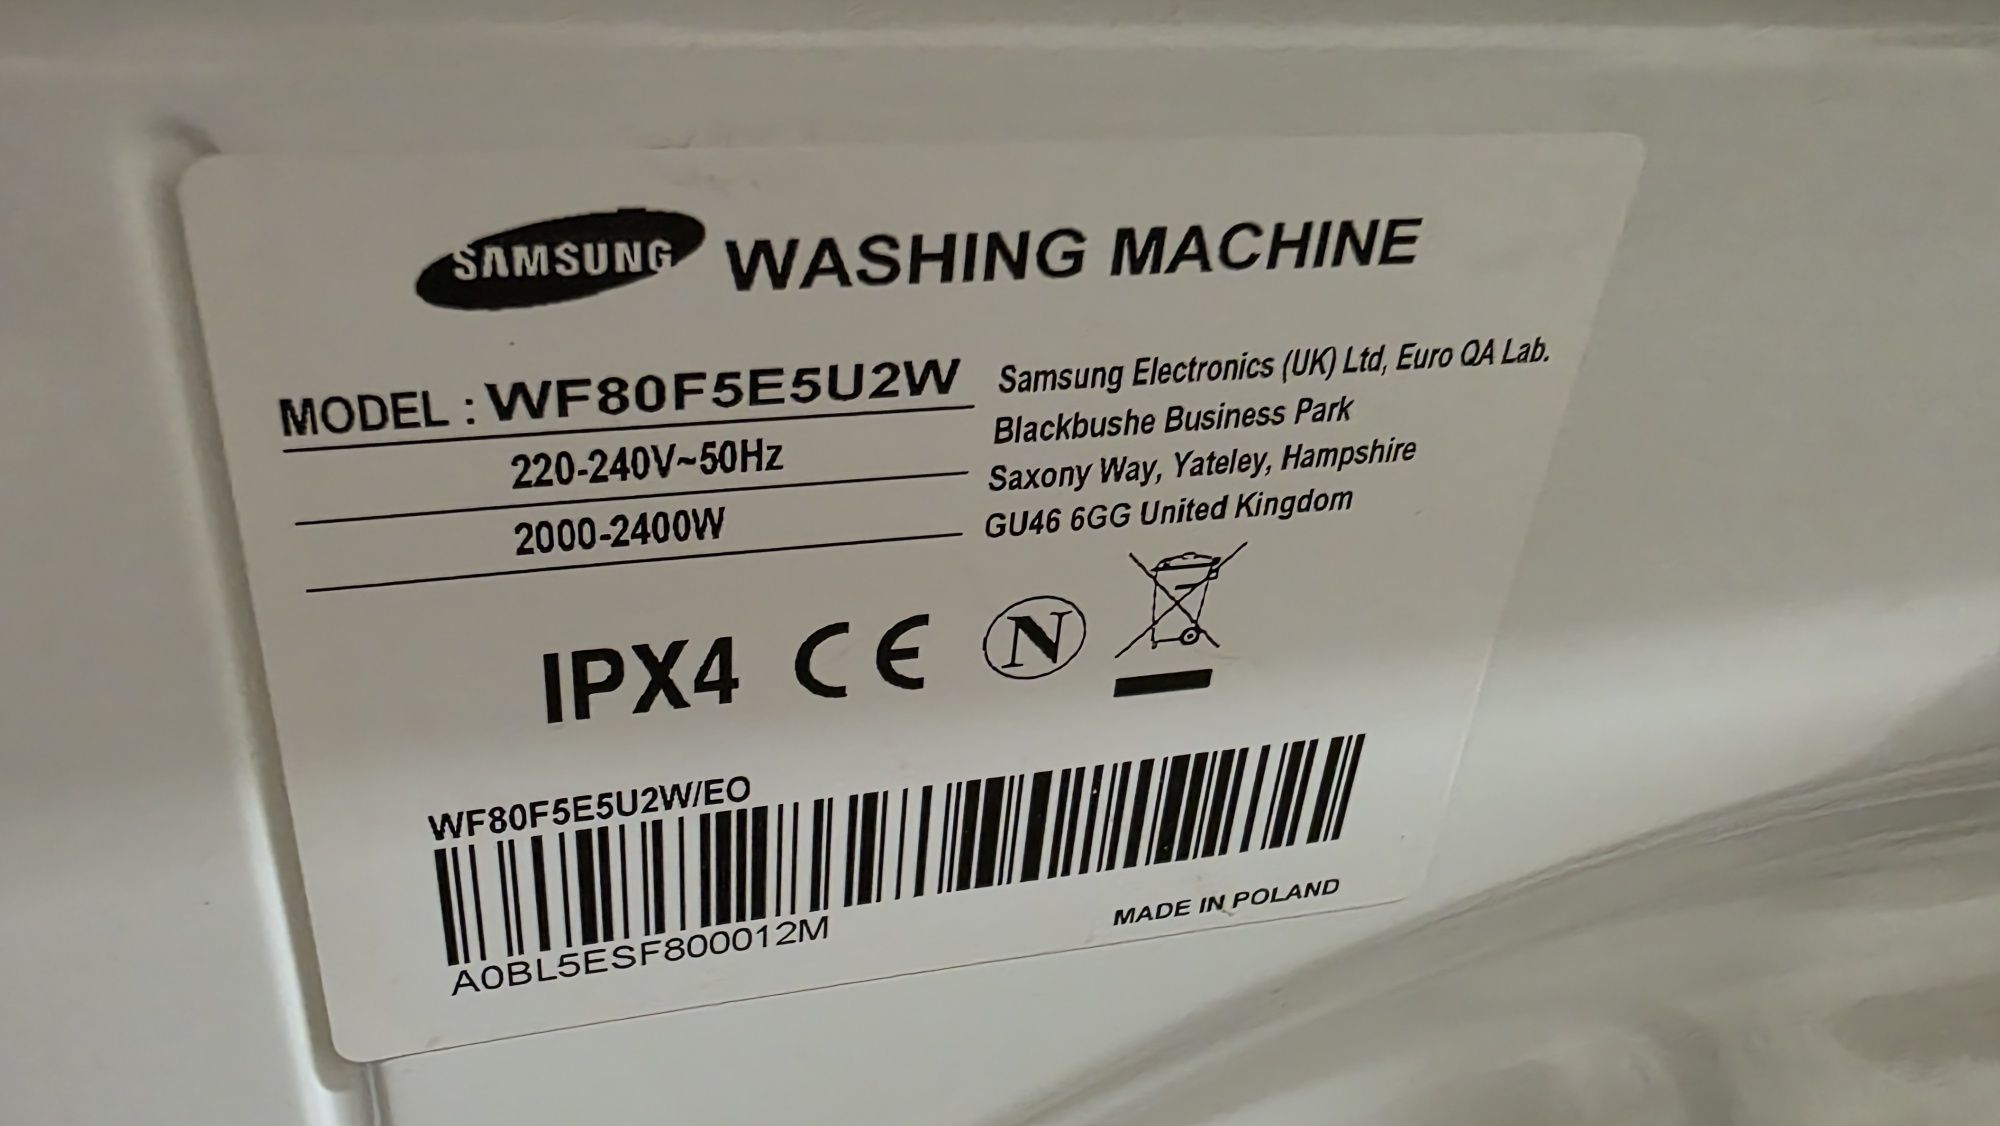 SAMSUNG WASHING MACHINE
MODEL : WF80F5E5U2W
220-240V~50Hz
2000-2400W
Samsung Electronics (UK) Ltd, Euro QA Lab.
Blackbushe Business Park
Saxony Way, Yateley, Hampshire
GU46 6GG United Kingdom
IPX4 CE N
WF80F5E5U2W/EO
A0BL5ESF800012M
MADE IN POLAND